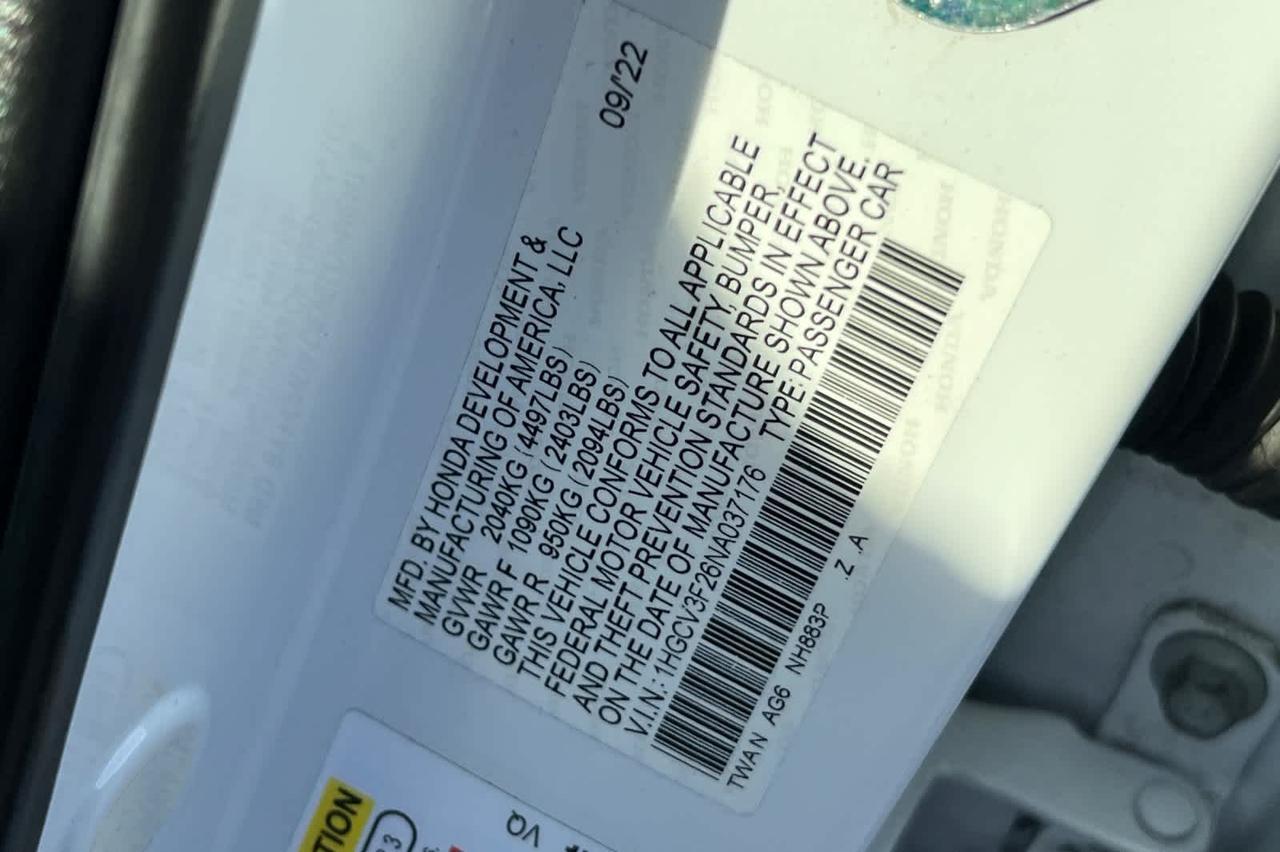 MFD. BY HONDA DEVELOPMENT &
MANUFACTURING OF AMERICA, LLC
09/'22
GVWR 2040KG (4497LBS)
GAWR F 1090KG (2403LBS)
GAWR R 950KG (2094LBS)
THIS VEHICLE CONFORMS TO ALL APPLICABLE
FEDERAL MOTOR VEHICLE SAFETY, BUMPER,
AND THEFT PREVENTION STANDARDS IN EFFECT
ON THE DATE OF MANUFACTURE SHOWN ABOVE.
V.I.N.: 1HGCV3F26NA037176 TYPE: PASSENGER CAR
TWAN AG6 NH883P .Z .A
TION
VQ